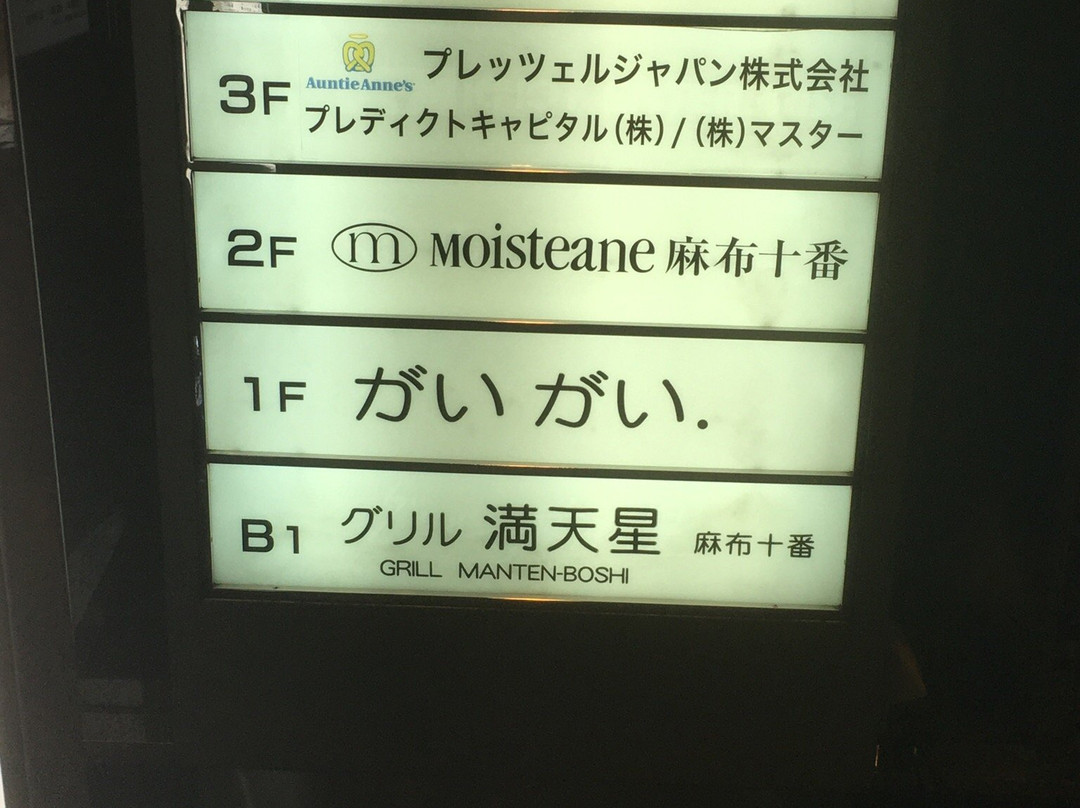 3F AuntieAnne's プレッツェルジャパン株式会社
プレディクトキャピタル(株)/(株)マスター
2F m Moisteane 麻布十番
1F がい がい.
B1 グリル 満天星 麻布十番
GRILL MANTEN-BOSHI